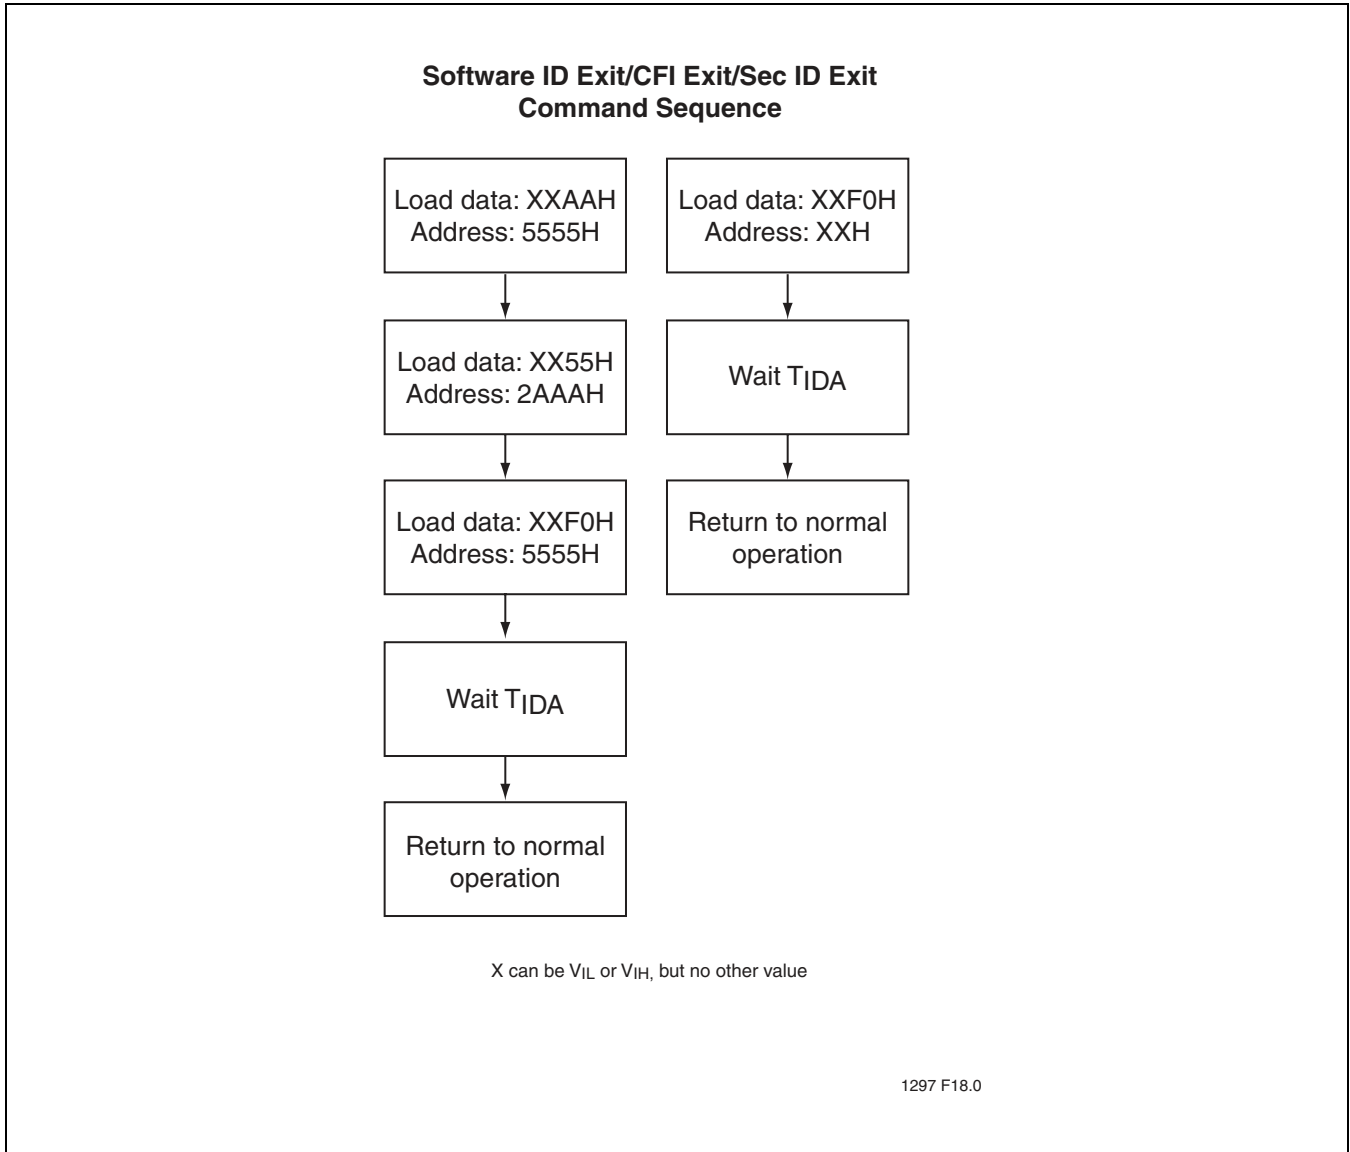 Software ID Exit/CFI Exit/Sec ID Exit
Command Sequence
Load data: XXAAH
Address: 5555H
Load data: XX55H
Address: 2AAAH
Load data: XXF0H
Address: 5555H
Wait TIDA
Return to normal
operation
Load data: XXF0H
Address: XXH
Wait TIDA
Return to normal
operation
X can be VIL or VIH, but no other value
1297 F18.0